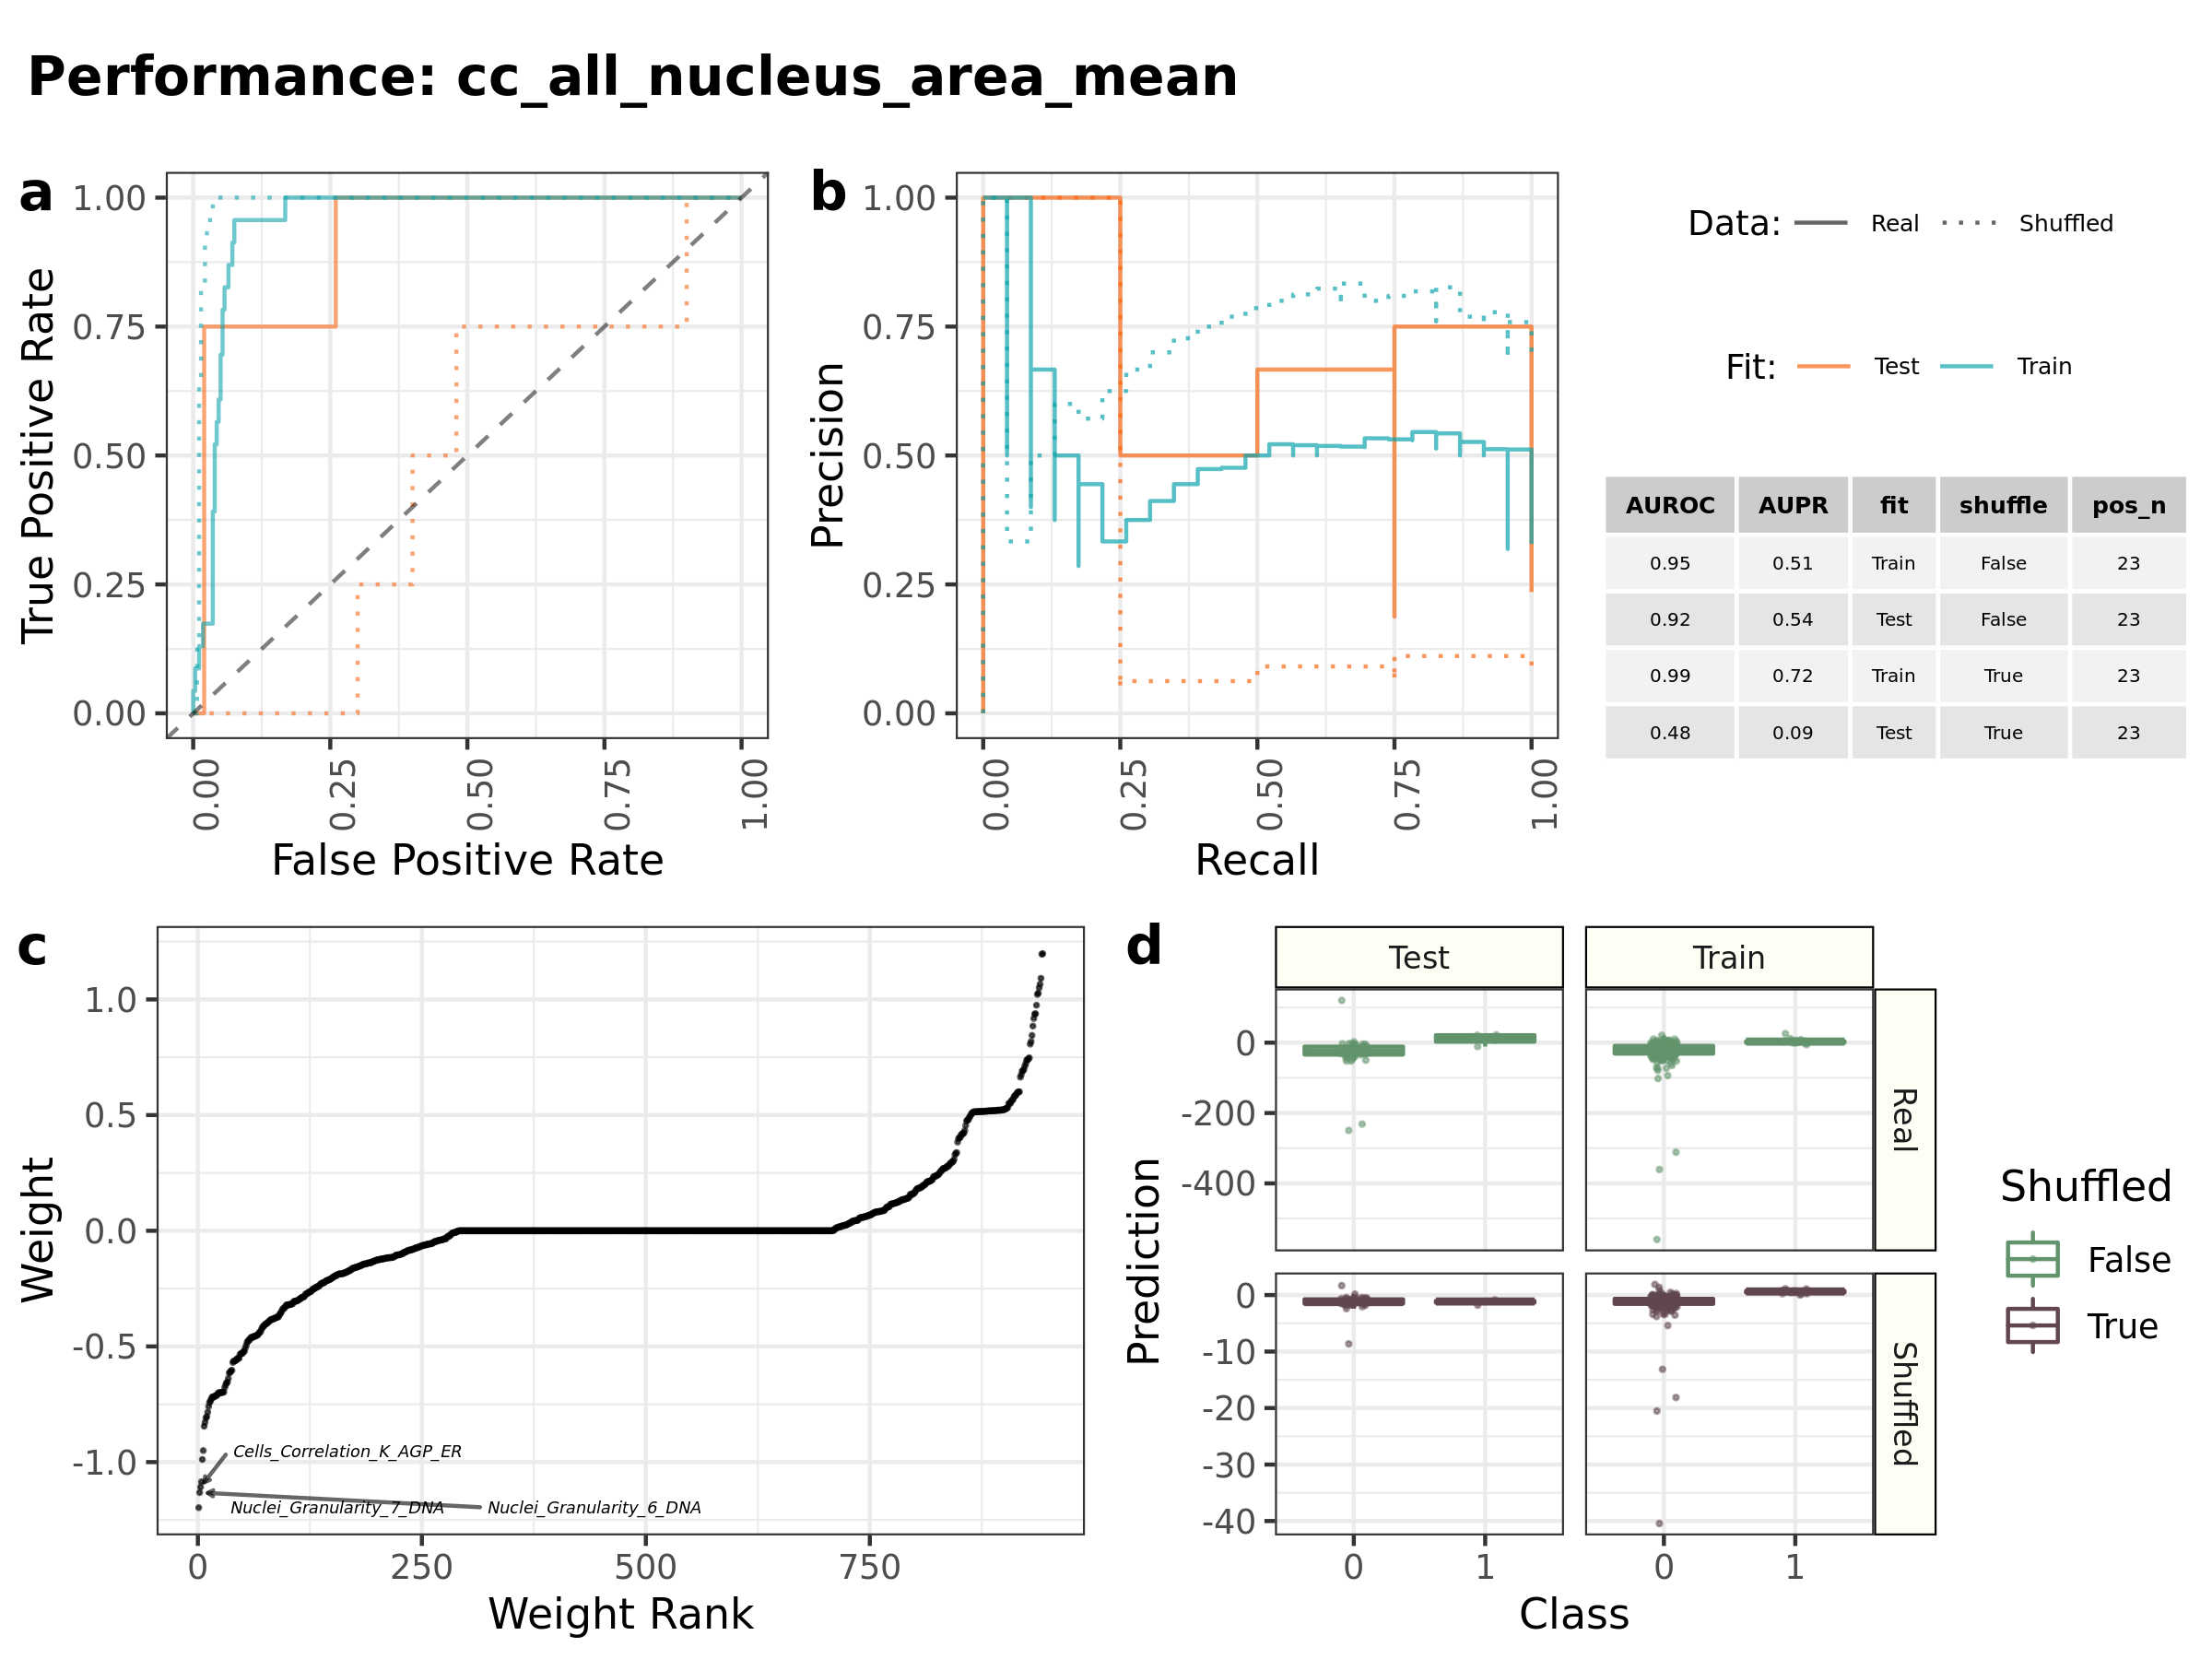 Performance: cc_all_nucleus_area_mean
a
1.00
0.75
0.50
0.25
0.00
True Positive Rate
0.00
0.25
0.50
0.75
1.00
False Positive Rate
b
1.00
0.75
0.50
0.25
0.00
Precision
0.00
0.25
0.50
0.75
1.00
Recall
Data: Real Shuffled
Fit: Test Train
AUROC AUPR fit shuffle pos_n
0.95 0.51 Train False 23
0.92 0.54 Test False 23
0.99 0.72 Train True 23
0.48 0.09 Test True 23
c
1.0
0.5
0.0
-0.5
-1.0
Weight
Cells_Correlation_K_AGP_ER
Nuclei_Granularity_7_DNA
Nuclei_Granularity_6_DNA
0 250 500 750
Weight Rank
d
Test Train
0
-200
-400
Real
0
-10
-20
-30
-40
Shuffled
Prediction
0 1 0 1
Class
Shuffled
False
True